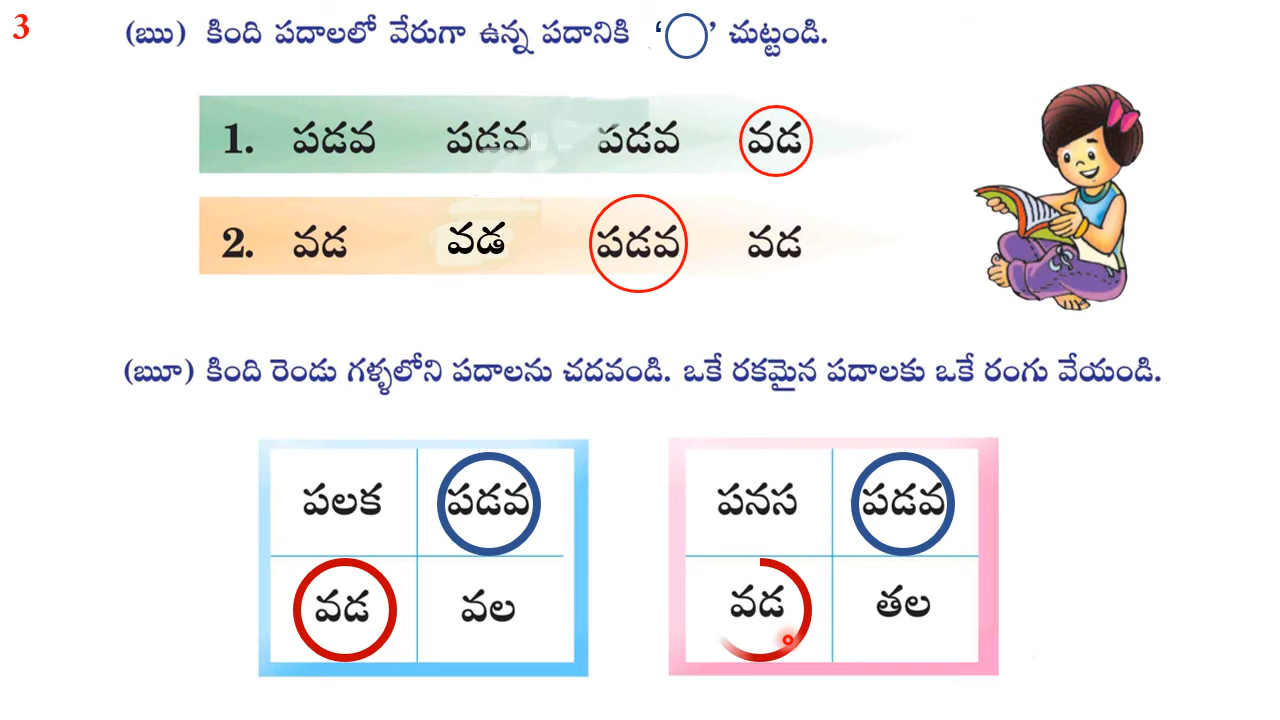 3
(ఋ) కింది పదాలలో వేరుగా ఉన్న పదానికి ‘○’ చుట్టండి.
1. పడవ పడవ పడవ వడ
2. వడ వడ పడవ వడ
(ౠ) కింది రెండు గళ్ళలోని పదాలను చదవండి. ఒకే రకమైన పదాలకు ఒకే రంగు వేయండి.
పలక పడవ
వడ వల
పనస పడవ
వడ తల